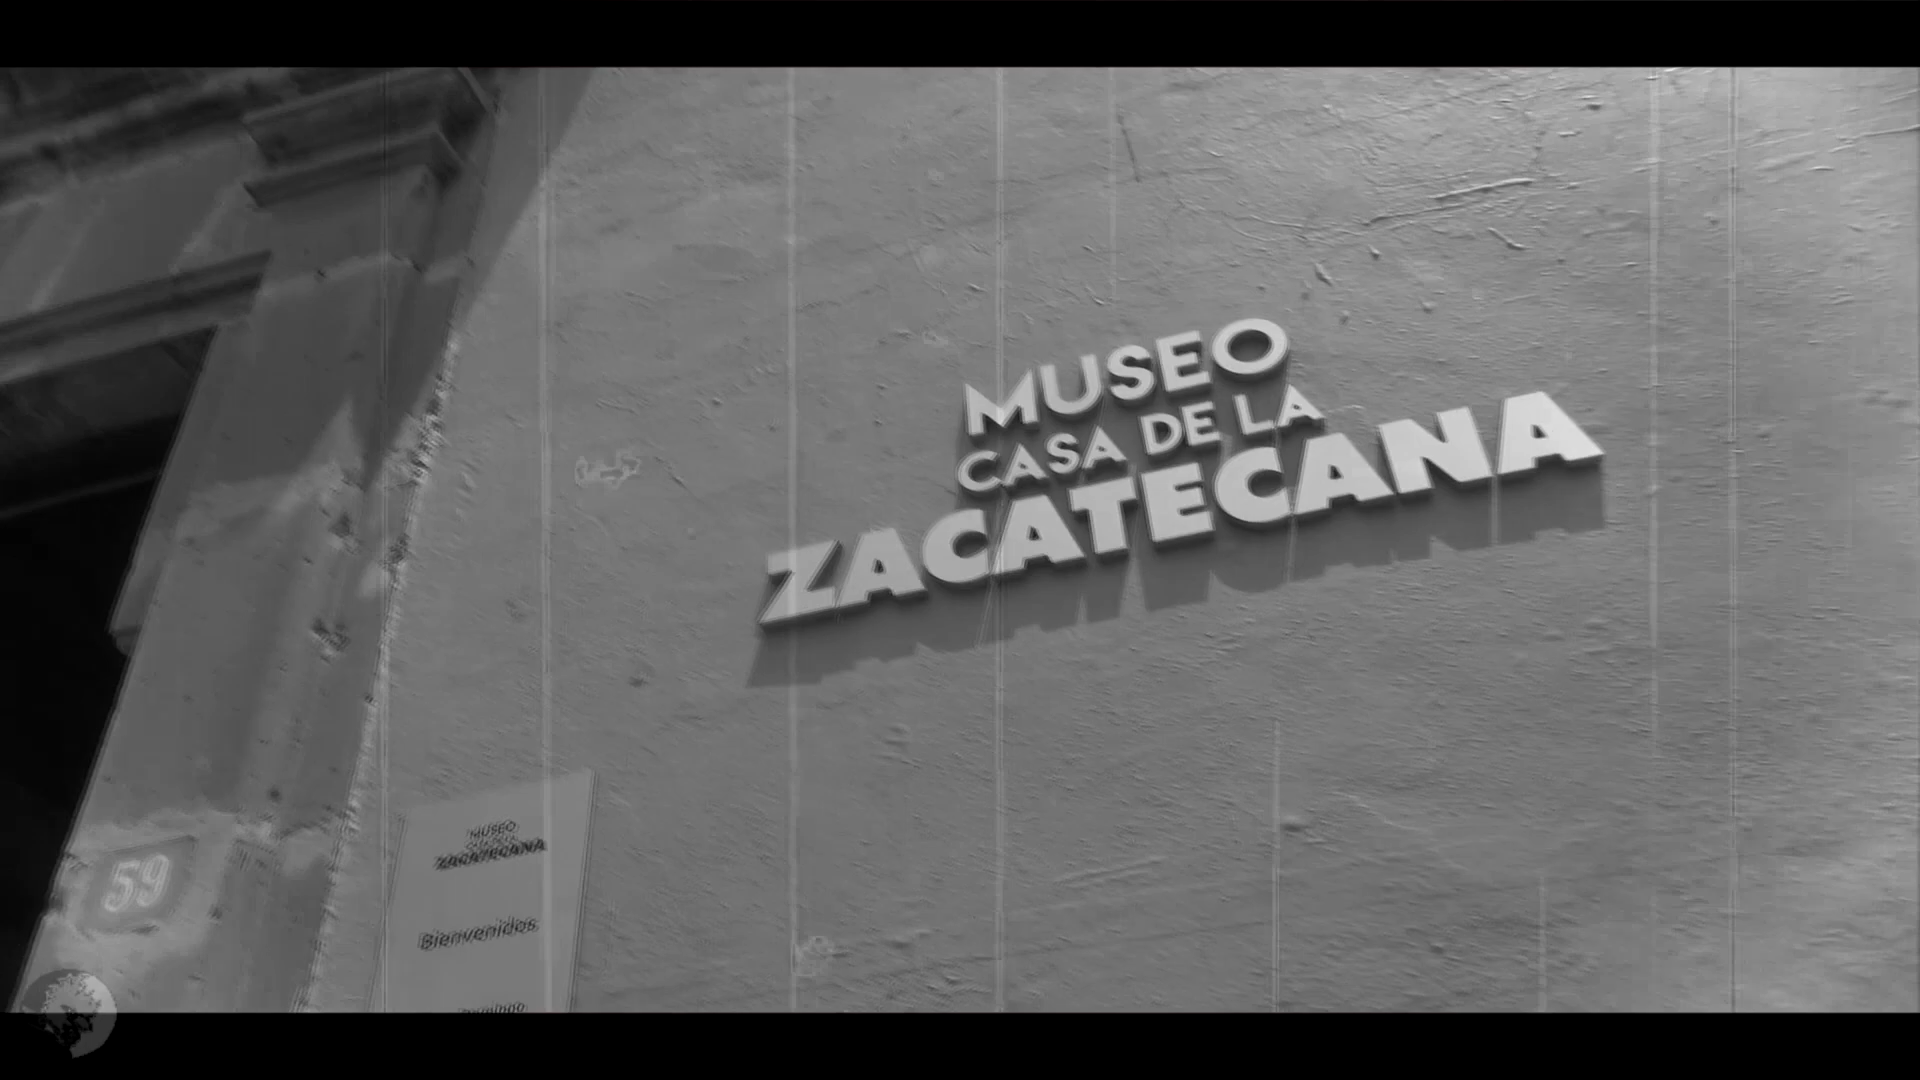 MUSEO
CASA DE LA
ZACATECANA
59
MUSEO
ZACATECANA
Bienvenidos